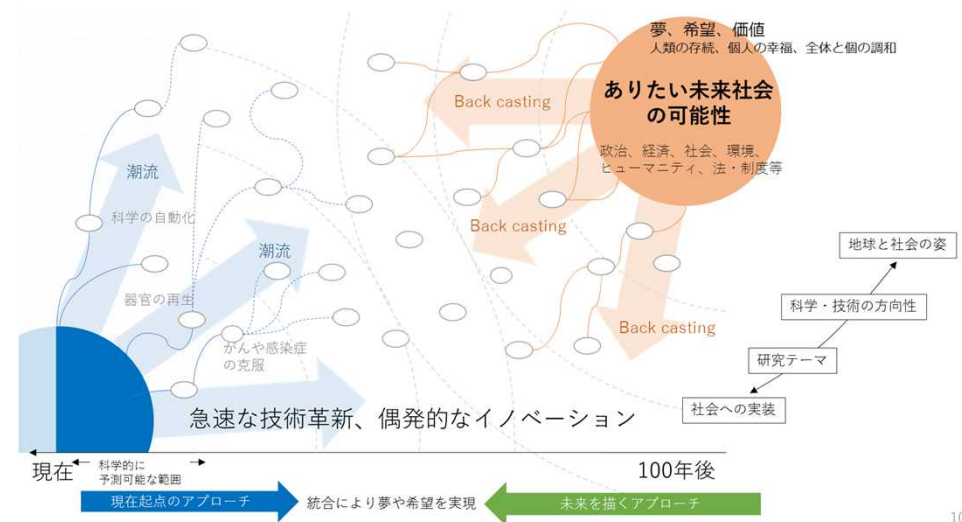 夢、希望、価値
人類の存続、個人の幸福、全体と個の調和
ありたい未来社会
の可能性
政治、経済、社会、環境、
ヒューマニティ、法・制度等
Back casting
Back casting
Back casting
潮流
科学の自動化
潮流
器官の再生
がんや感染症
の克服
地球と社会の姿
科学・技術の方向性
研究テーマ
社会への実装
急速な技術革新、偶発的なイノベーション
現在
科学的に
予測可能な範囲
100年後
現在起点のアプローチ
統合により夢や希望を実現
未来を描くアプローチ
10